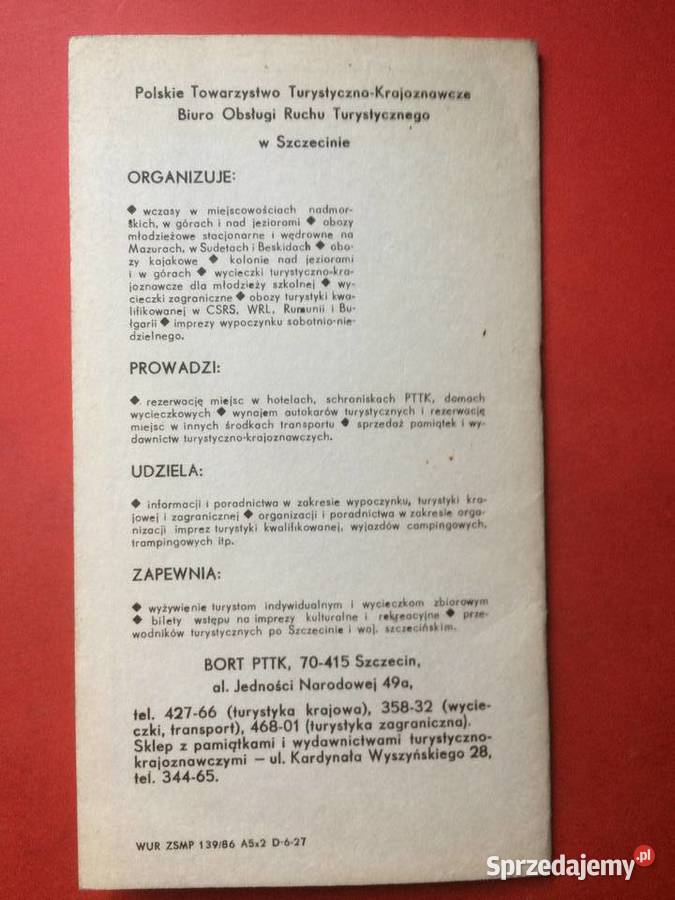 Polskie Towarzystwo Turystyczno-Krajoznawcze
Biuro Obsługi Ruchu Turystycznego
w Szczecinie
ORGANIZUJE:
◆ wczasy w miejscowościach nadmor-
skich, w górach i nad jeziorami ◆ obozy
młodzieżowe stacjonarne i wędrowne na
Mazurach, w Sudetach i Beskidach ◆ obo-
zy kajakowe ◆ kolonie nad jeziorami
i w górach ◆ wycieczki turystyczno-kra-
joznawcze dla młodzieży szkolnej ◆ wy-
cieczki zagraniczne ◆ obozy turystyki kwa-
lifikowanej w CSRS, WRL, Rumunii i Bu-
łgarii ◆ imprezy wypoczynku sobotnio-nie-
dzielnego.
PROWADZI:
◆ rezerwację miejsc w hotelach, schroniskach PTTK, domach
wycieczkowych ◆ wynajem autokarów turystycznych i rezerwację
miejsc w innych środkach transportu ◆ sprzedaż pamiątek i wy-
dawnictw turystyczno-krajoznawczych.
UDZIELA:
◆ informacji i poradnictwa w zakresie wypoczynku, turystyki kra-
jowej i zagranicznej ◆ organizacji i poradnictwa w zakresie orga-
nizacji imprez turystyki kwalifikowanej, wyjazdów campingowych,
trampingowych itp.
ZAPEWNIA:
◆ wyżywienie turystom indywidualnym i wycieczkom zbiorowym
◆ bilety wstępu na imprezy kulturalne i rekreacyjne ◆ prze-
wodników turystycznych po Szczecinie i woj. szczecińskim.
BORT PTTK, 70-415 Szczecin,
al. Jedności Narodowej 49a,
tel. 427-66 (turystyka krajowa), 358-32 (wycie-
czki, transport), 468-01 (turystyka zagraniczna).
Sklep z pamiątkami i wydawnictwami turystyczno-
krajoznawczymi — ul. Kardynała Wyszyńskiego 28,
tel. 344-65.
WUR ZSMP 139/86 A5x2 D-6-27
Sprzedajemy.pl